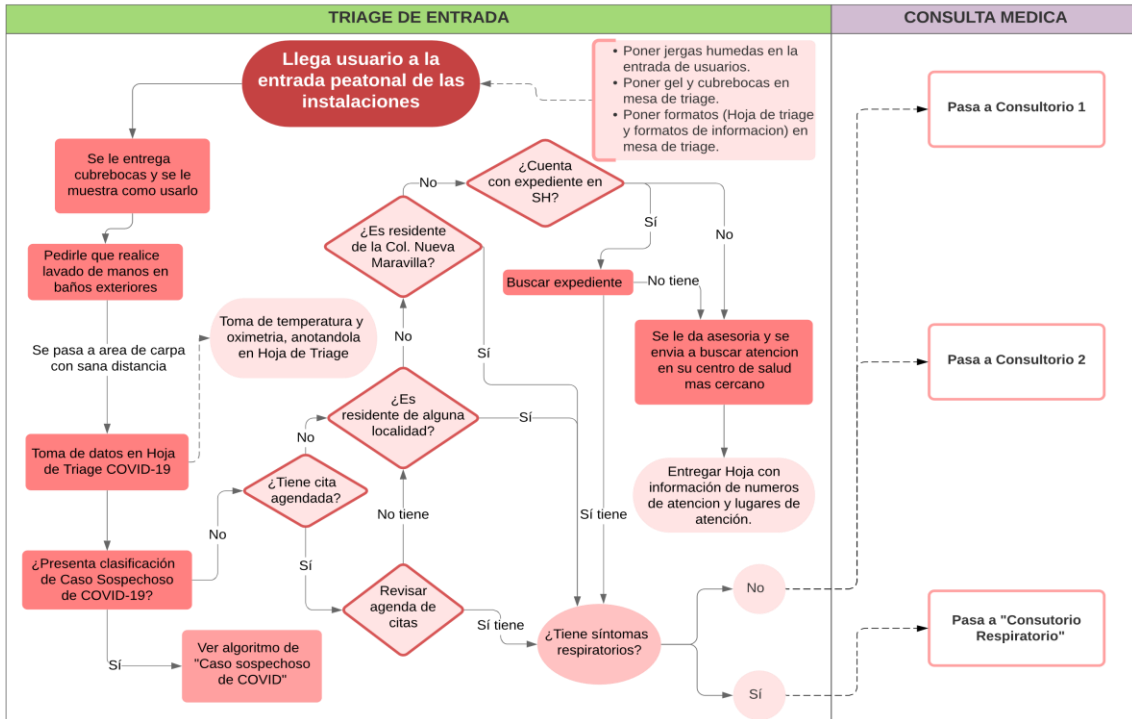 TRIAGE DE ENTRADA
CONSULTA MEDICA
Llega usuario a la
entrada peatonal de las
instalaciones
• Poner jergas humedas en la
entrada de usuarios.
• Poner gel y cubrebocas en
mesa de triage.
• Poner formatos (Hoja de triage
y formatos de informacion) en
mesa de triage.
Pasa a Consultorio 1
Se le entrega
cubrebocas y se le
muestra como usarlo
¿Cuenta
con expediente en
SH?
No
Sí
No
¿Es residente
de la Col. Nueva
Maravilla?
Pedirle que realice
lavado de manos en
baños exteriores
Buscar expediente
No tiene
Toma de temperatura y
oximetria, anotandola
en Hoja de Triage
No
Sí
Se pasa a area de carpa
con sana distancia
Se le da asesoria y se
envia a buscar atencion
en su centro de salud
mas cercano
Pasa a Consultorio 2
¿Es
residente de alguna
localidad?
Sí
No
Toma de datos en Hoja
de Triage COVID-19
¿Tiene cita
agendada?
Entregar Hoja con
información de numeros
de atencion y lugares de
atención.
No tiene
Sí tiene
No
Sí
¿Presenta clasificación
de Caso Sospechoso
de COVID-19?
Revisar
agenda de
citas
Sí tiene
¿Tiene síntomas
respiratorios?
No
Pasa a "Consutorio
Respiratorio"
Sí
Ver algoritmo de
"Caso sospechoso
de COVID"
Sí